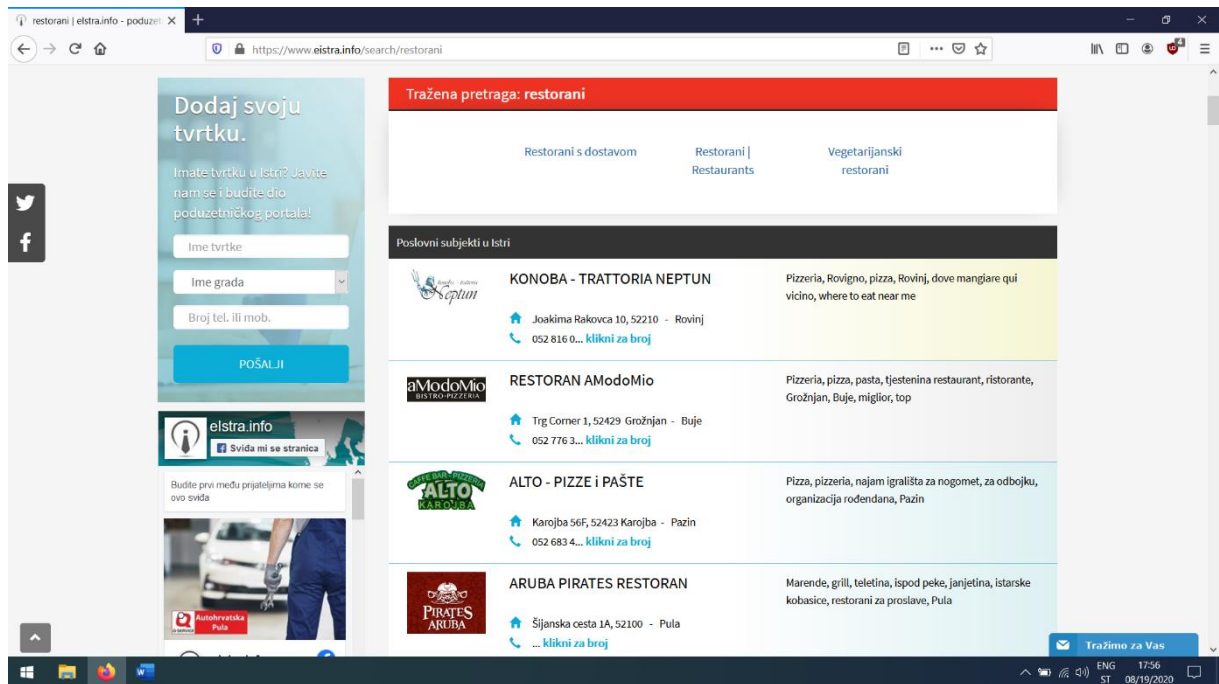 restorani | elstra.info - poduzet
https://www.eistra.info/search/restorani
Dodaj svoju
tvrtku.
Imate tvrtku u Istri? Javite
nam se i budite dio
poduzetničkog portala!
Ime tvrtke
Ime grada
Broj tel. ili mob.
POŠALJI
elstra.info
Sviđa mi se stranica
Budite prvi među prijateljima kome se
ovo sviđa
Autohrvatska
Pula
Tražena pretraga: restorani
Restorani s dostavom
Restorani |
Restaurants
Vegetarijanski
restorani
Poslovni subjekti u Istri
Neptun
KONOBA - TRATTORIA NEPTUN
Joakima Rakovca 10, 52210 - Rovinj
052 816 0... klikni za broj
Pizzeria, Rovigno, pizza, Rovinj, dove mangiare qui
vicino, where to eat near me
aModoMio
BISTRO-PIZZERIA
RESTORAN AModoMio
Trg Corner 1, 52429 Grožnjan - Buje
052 776 3... klikni za broj
Pizzeria, pizza, pasta, tjestenina restaurant, ristorante,
Grožnjan, Buje, miglior, top
CAFFE BAR - PIZZERIA
ALTO
KAROJBA
ALTO - PIZZE i PAŠTE
Karojba 56F, 52423 Karojba - Pazin
052 683 4... klikni za broj
Pizza, pizzeria, najam igrališta za nogomet, za odbojku,
organizacija rođendana, Pazin
PIRATES
ARUBA
ARUBA PIRATES RESTORAN
Šijanska cesta 1A, 52100 - Pula
... klikni za broj
Marende, grill, teletina, ispod peke, janjetina, istarske
kobasice, restorani za proslave, Pula
Tražimo za Vas
ENG
ST
17:56
08/19/2020